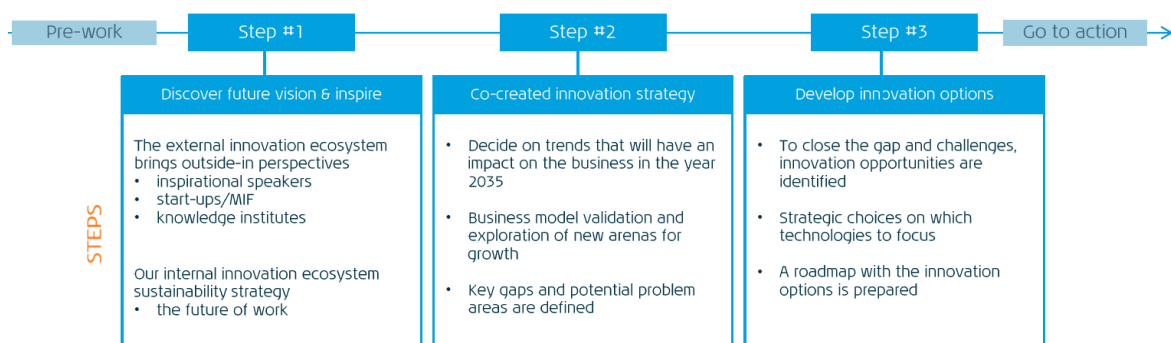 Pre-work
Step #1
Step #2
Step #3
Go to action
STEPS
Discover future vision & inspire
The external innovation ecosystem
brings outside-in perspectives
• inspirational speakers
• start-ups/MIF
• knowledge institutes
Our internal innovation ecosystem
sustainability strategy
• the future of work
Co-created innovation strategy
• Decide on trends that will have an
impact on the business in the year
2035
• Business model validation and
exploration of new arenas for
growth
• Key gaps and potential problem
areas are defined
Develop innovation options
• To close the gap and challenges,
innovation opportunities are
identified
• Strategic choices on which
technologies to focus
• A roadmap with the innovation
options is prepared